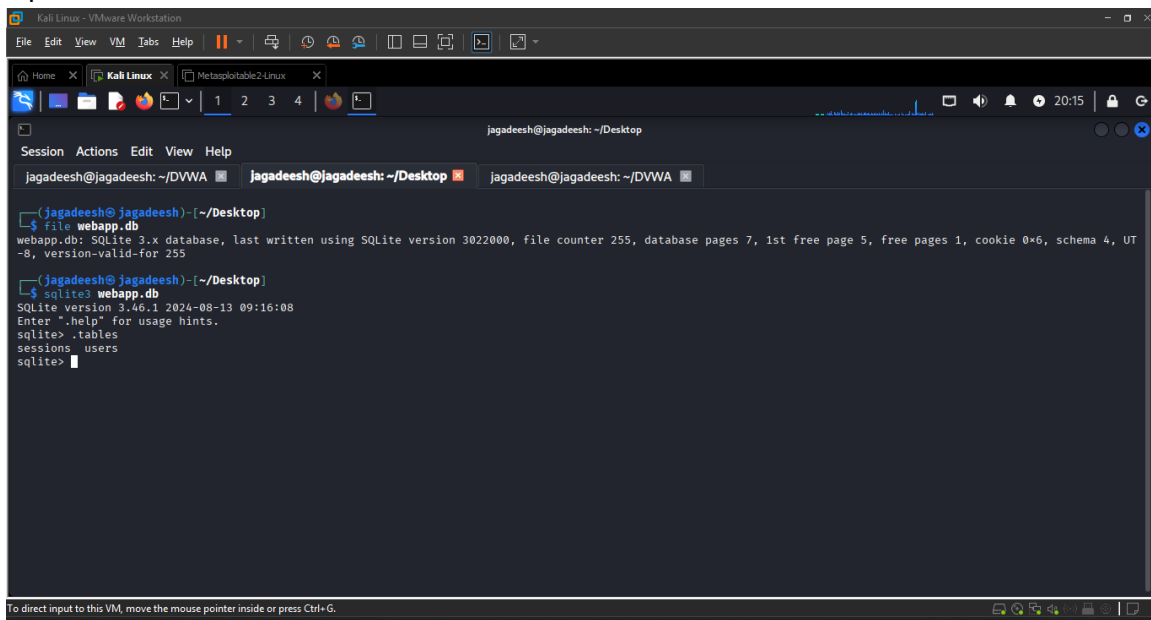 Kali Linux - VMware Workstation
File Edit View VM Tabs Help
Home Kali Linux Metasploitable2-Linux
1 2 3 4 20:15
jagadeesh@jagadeesh: ~/Desktop
Session Actions Edit View Help
jagadeesh@jagadeesh: ~/DVWA jagadeesh@jagadeesh: ~/Desktop jagadeesh@jagadeesh: ~/DVWA
┌──(jagadeesh㉿jagadeesh)-[~/Desktop]
└─$ file webapp.db
webapp.db: SQLite 3.x database, last written using SQLite version 3022000, file counter 255, database pages 7, 1st free page 5, free pages 1, cookie 0×6, schema 4, UT
-8, version-valid-for 255
┌──(jagadeesh㉿jagadeesh)-[~/Desktop]
└─$ sqlite3 webapp.db
SQLite version 3.46.1 2024-08-13 09:16:08
Enter ".help" for usage hints.
sqlite> .tables
sessions users
sqlite>
To direct input to this VM, move the mouse pointer inside or press Ctrl+G.